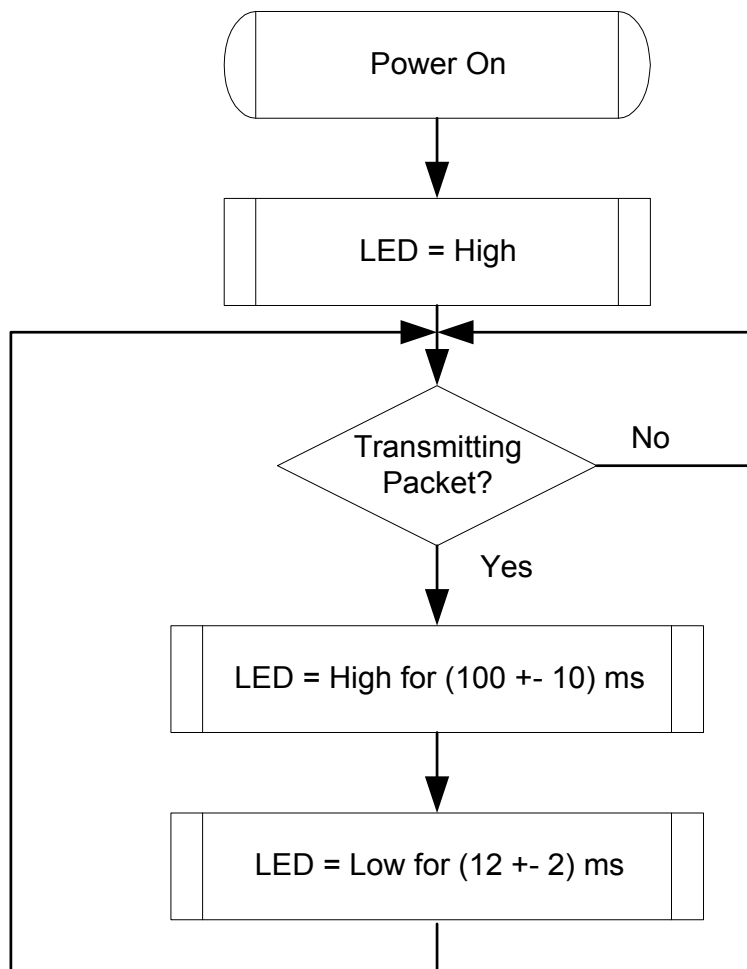 Power On
LED = High
Transmitting
Packet?
No
Yes
LED = High for (100 +- 10) ms
LED = Low for (12 +- 2) ms